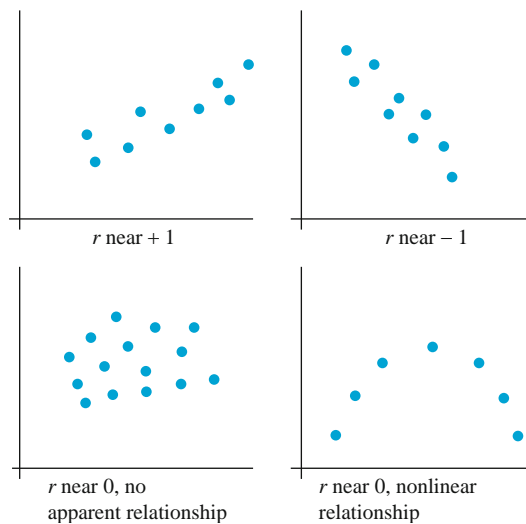 r near + 1
r near – 1
r near 0, no
apparent relationship
r near 0, nonlinear
relationship